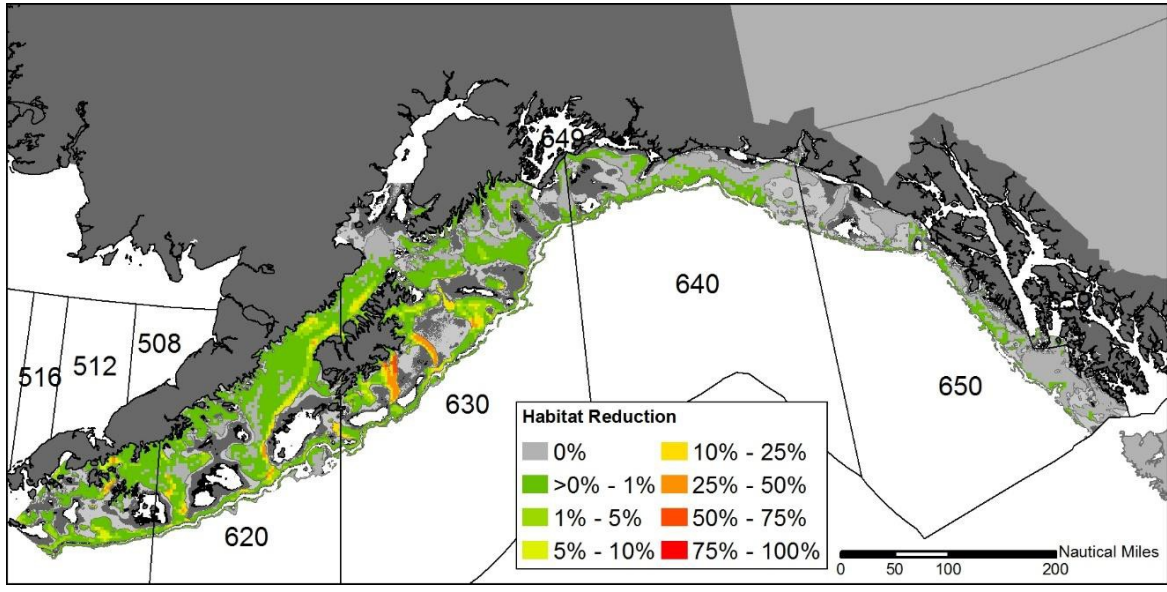 649
640
516
512
508
650
630
620
Habitat Reduction
0%
>0% - 1%
1% - 5%
5% - 10%
10% - 25%
25% - 50%
50% - 75%
75% - 100%
Nautical Miles
0 50 100 200